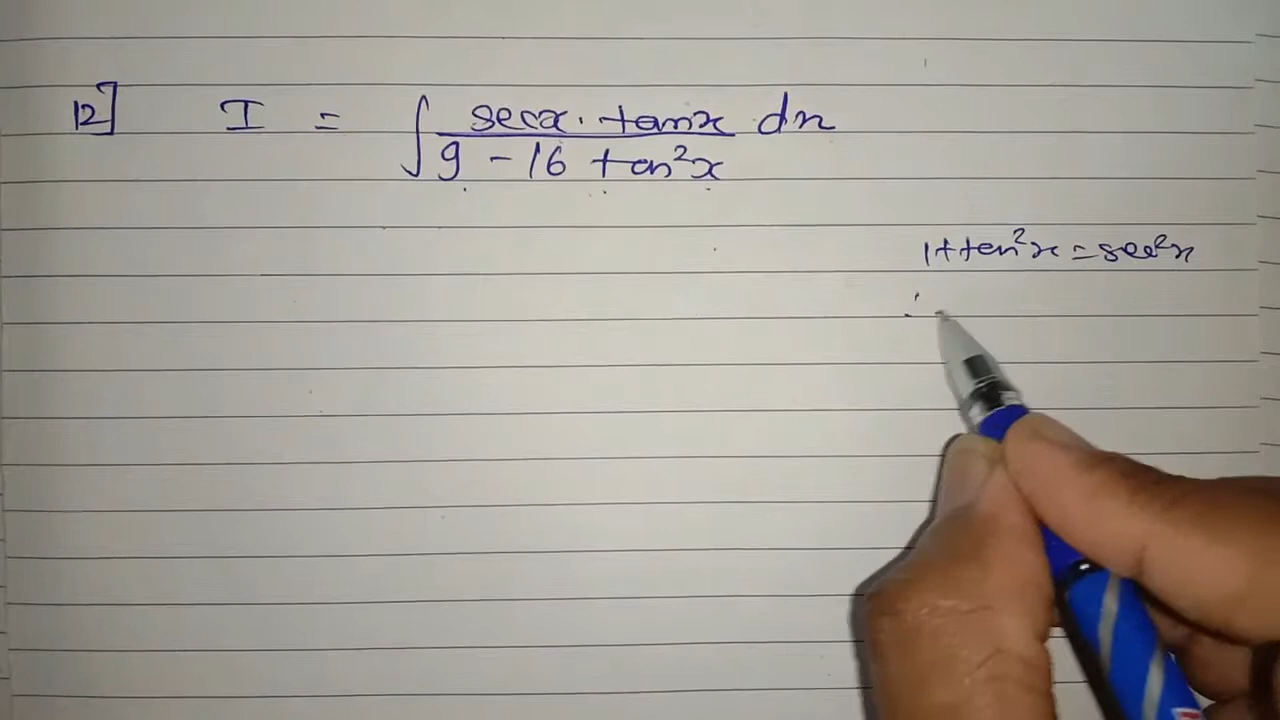 12] I = ∫ secx · tanx / 9 - 16 tan²x dx
1+tan²x = sec²x
∴